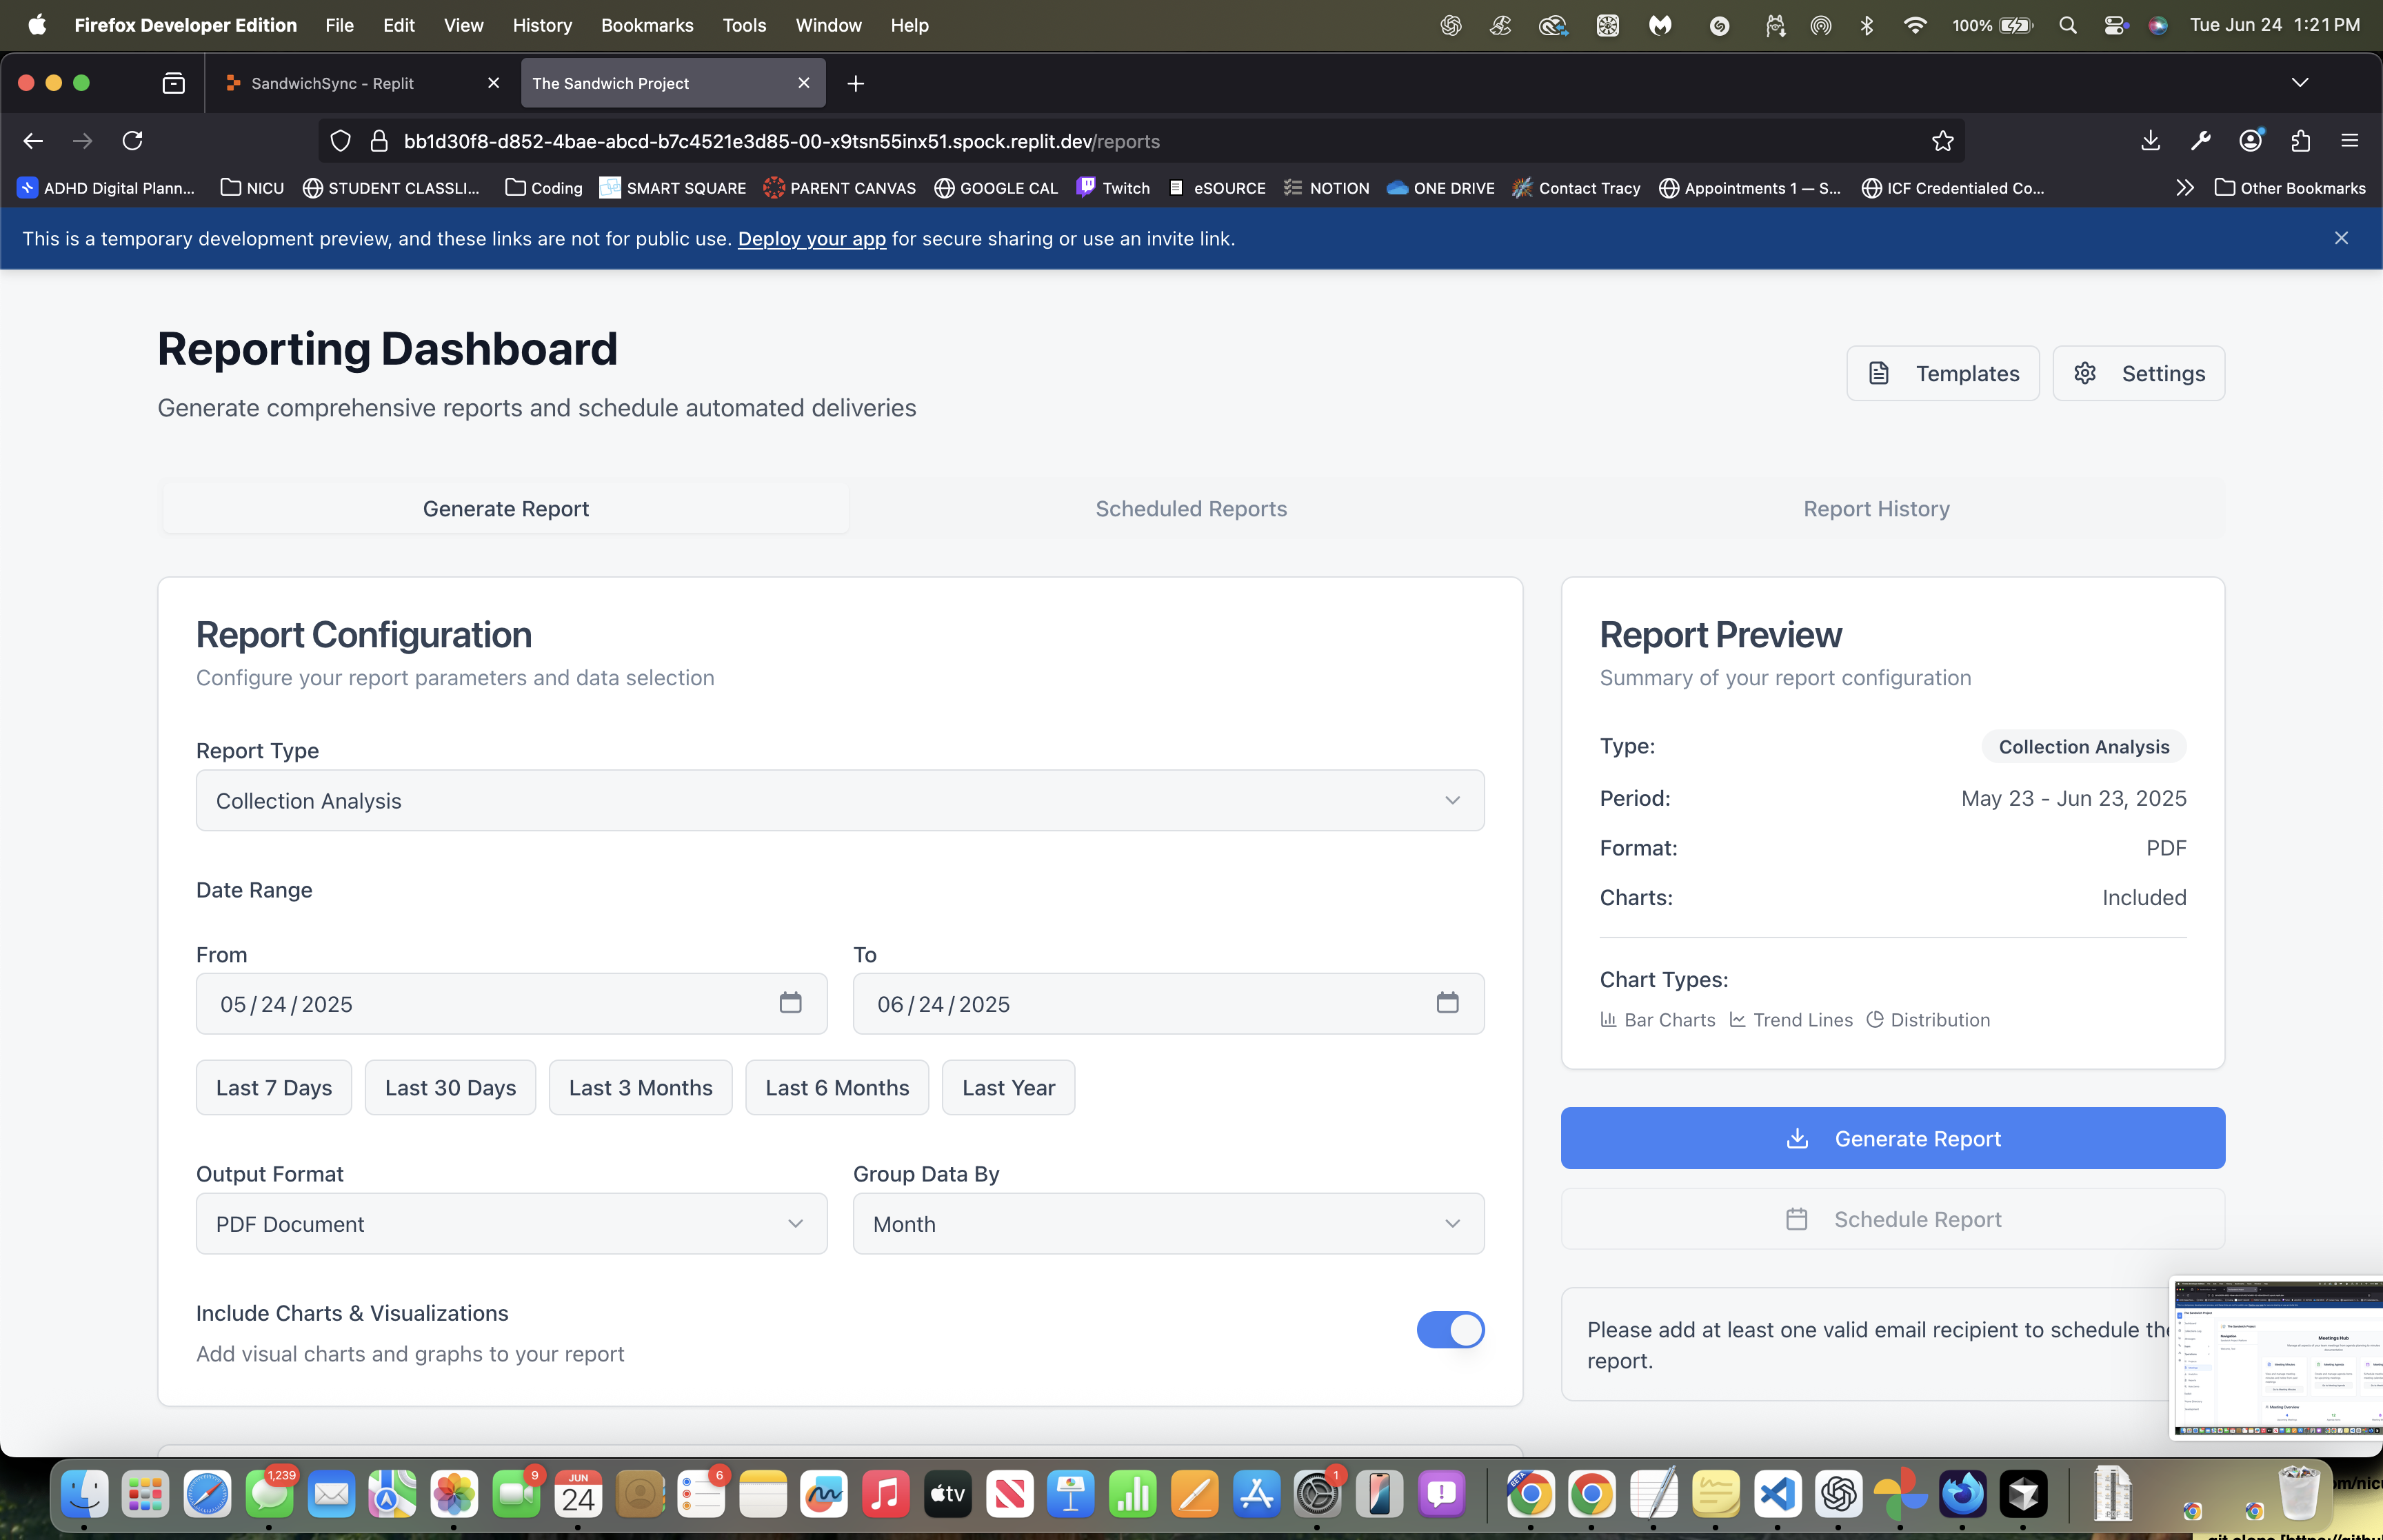 Firefox Developer Edition File Edit View History Bookmarks Tools Window Help 100% Tue Jun 24 1:21 PM
SandwichSync - Replit The Sandwich Project
bb1d30f8-d852-4bae-abcd-b7c4521e3d85-00-x9tsn55inx51.spock.replit.dev/reports
ADHD Digital Plann... NICU STUDENT CLASSLI... Coding SMART SQUARE PARENT CANVAS GOOGLE CAL Twitch eSOURCE NOTION ONE DRIVE Contact Tracy Appointments 1 — S... ICF Credentialed Co... Other Bookmarks
This is a temporary development preview, and these links are not for public use. Deploy your app for secure sharing or use an invite link.
Reporting Dashboard
Generate comprehensive reports and schedule automated deliveries
Templates Settings
Generate Report Scheduled Reports Report History
Report Configuration
Configure your report parameters and data selection
Report Type
Collection Analysis
Date Range
From To
05/24/2025 06/24/2025
Last 7 Days Last 30 Days Last 3 Months Last 6 Months Last Year
Output Format Group Data By
PDF Document Month
Include Charts & Visualizations
Add visual charts and graphs to your report
Report Preview
Summary of your report configuration
Type: Collection Analysis
Period: May 23 - Jun 23, 2025
Format: PDF
Charts: Included
Chart Types:
Bar Charts Trend Lines Distribution
Generate Report
Schedule Report
Please add at least one valid email recipient to schedule the
report.
Meetings Hub
1,239 9 JUN 24 6 tv 1 BETA